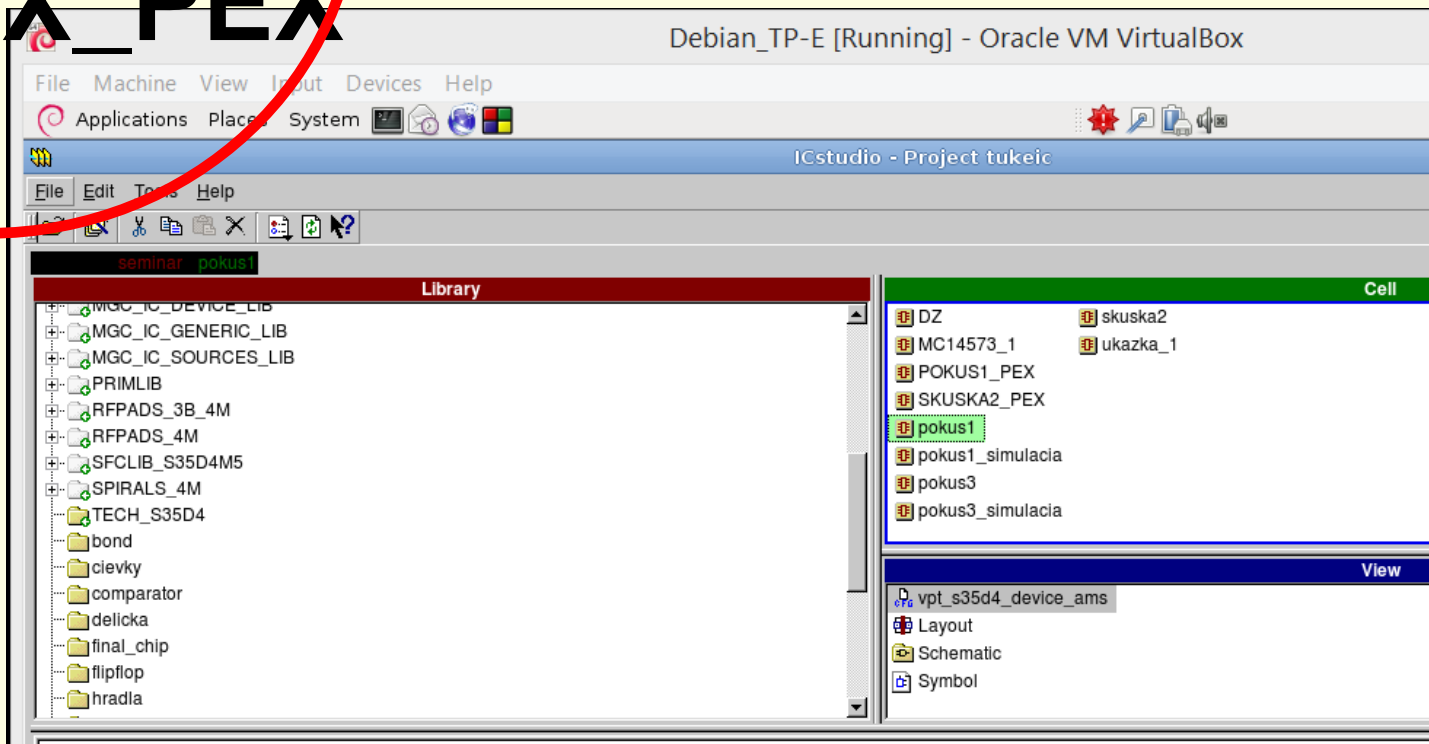 X_PEX
Debian_TP-E [Running] - Oracle VM VirtualBox
File Machine View Input Devices Help
Applications Places System
ICstudio - Project tukeic
File Edit Tools Help
seminar pokus1
Library
MGC_IC_DEVICE_LIB
MGC_IC_GENERIC_LIB
MGC_IC_SOURCES_LIB
PRIMLIB
RFPADS_3B_4M
RFPADS_4M
SFCLIB_S35D4M5
SPIRALS_4M
TECH_S35D4
bond
cievky
comparator
delicka
final_chip
flipflop
hradla
Cell
DZ
MC14573_1
POKUS1_PEX
SKUSKA2_PEX
pokus1
pokus1_simulacia
pokus3
pokus3_simulacia
skuska2
ukazka_1
View
vpt_s35d4_device_ams
Layout
Schematic
Symbol